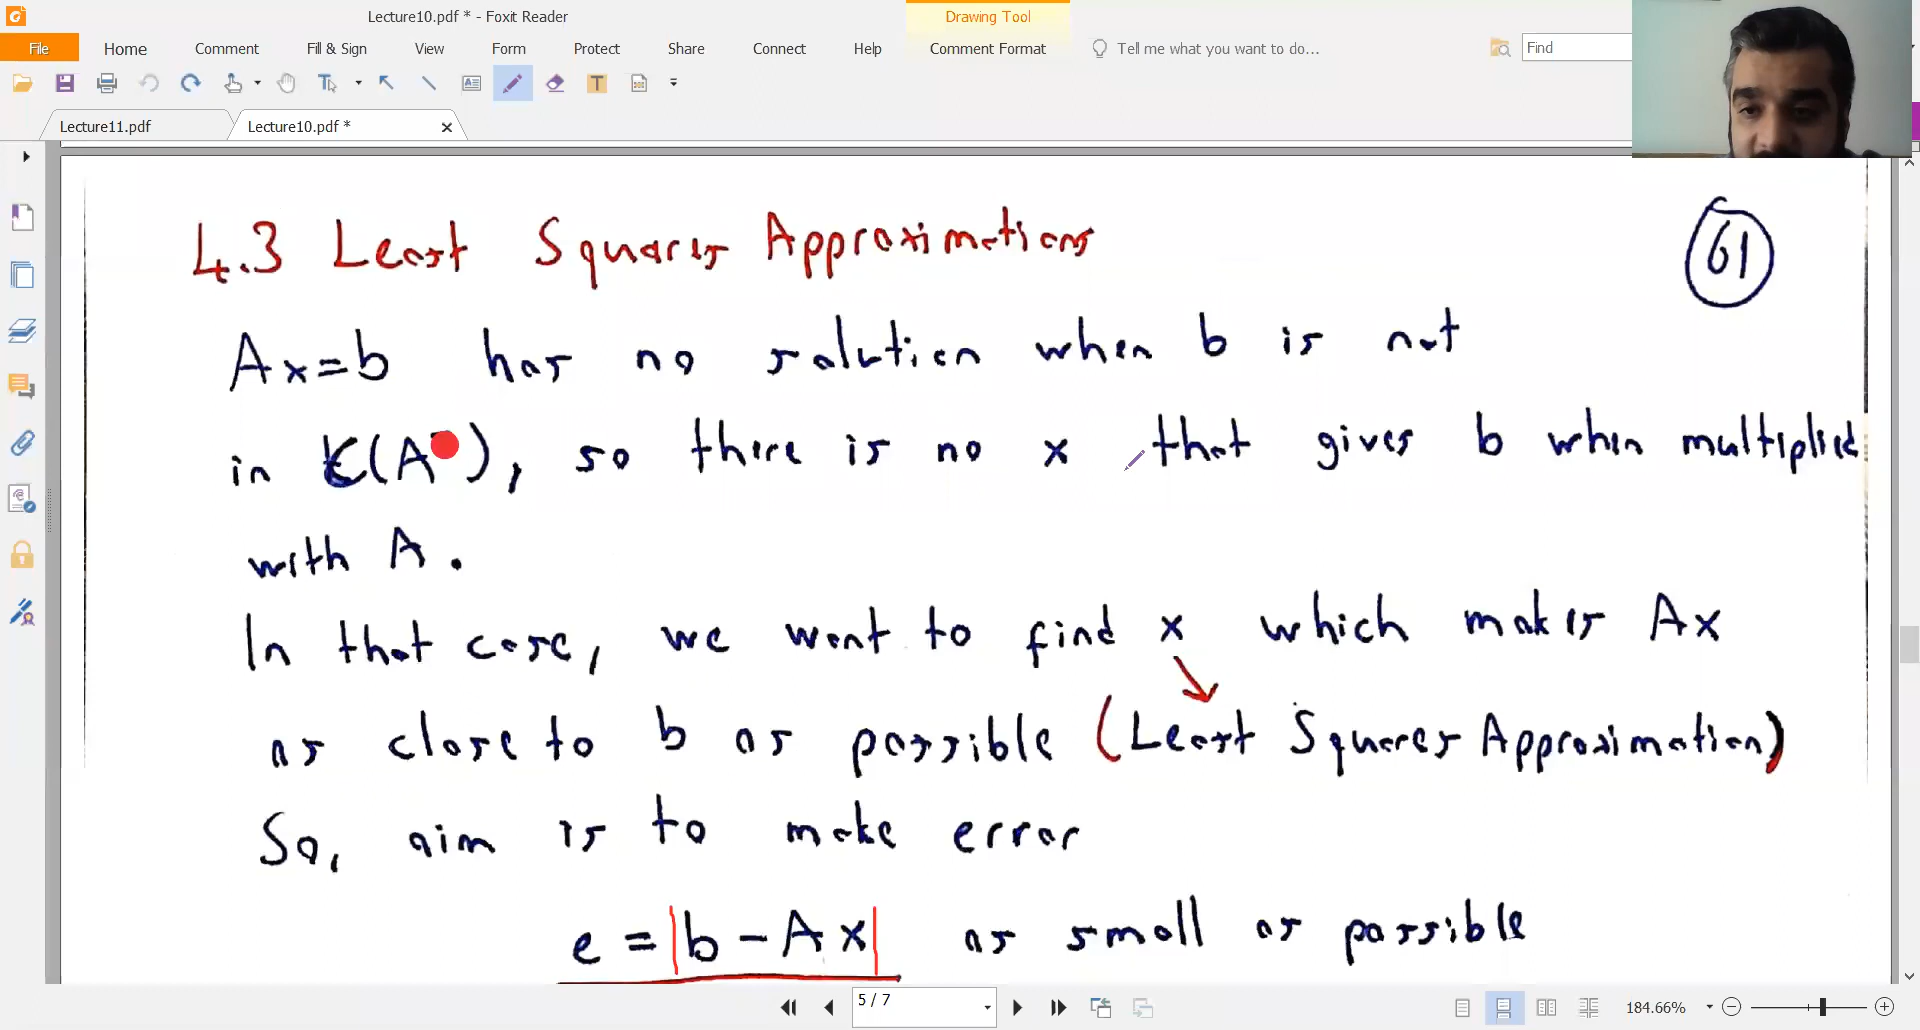 Lecture10.pdf * - Foxit Reader
Drawing Tool
File Home Comment Fill & Sign View Form Protect Share Connect Help Comment Format Tell me what you want to do... Find
Lecture11.pdf Lecture10.pdf *
4.3 Least Squares Approximations
61
Ax=b has no solution when b is not
in C(A ), so there is no x that gives b when multiplied
with A.
In that case, we want to find x which makes Ax
as close to b as possible (Least Squares Approximation)
So, aim is to make error
e = |b - Ax| as small as possible
5 / 7
184.66%